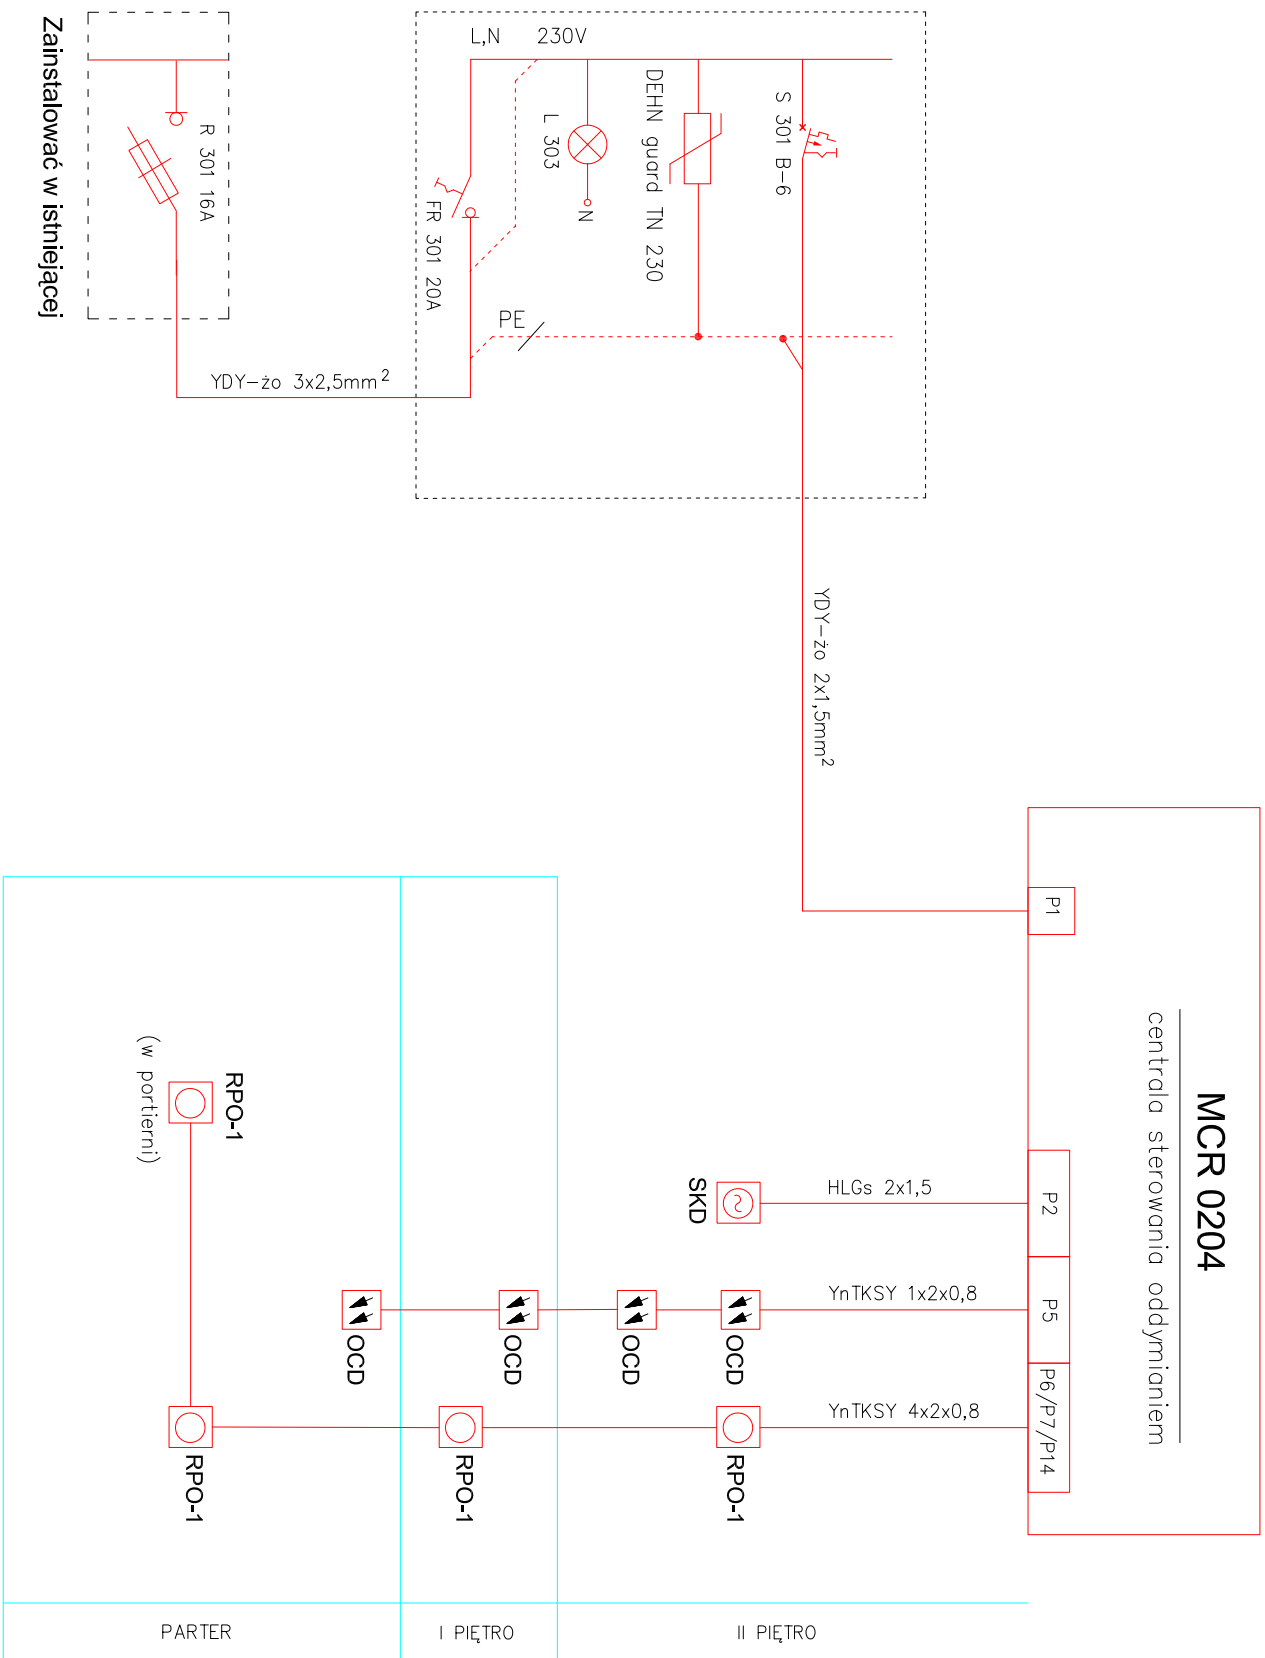 Zainstalować w istniejącej
R 301 16A
YDY-żo 3x2,5mm²
L,N 230V
FR 301 20A
L 303
N
DEHN guard TN 230
S 301 B-6
PE
YDY-żo 2x1,5mm²
MCR 0204
centrala sterowania oddymianiem
P1
P2
P5
P6/P7/P14
HLGs 2x1,5
YnTKSY 1x2x0,8
YnTKSY 4x2x0,8
SKD
OCD
OCD
OCD
OCD
RPO-1
RPO-1
RPO-1
RPO-1
(w portierni)
PARTER
I PIĘTRO
II PIĘTRO